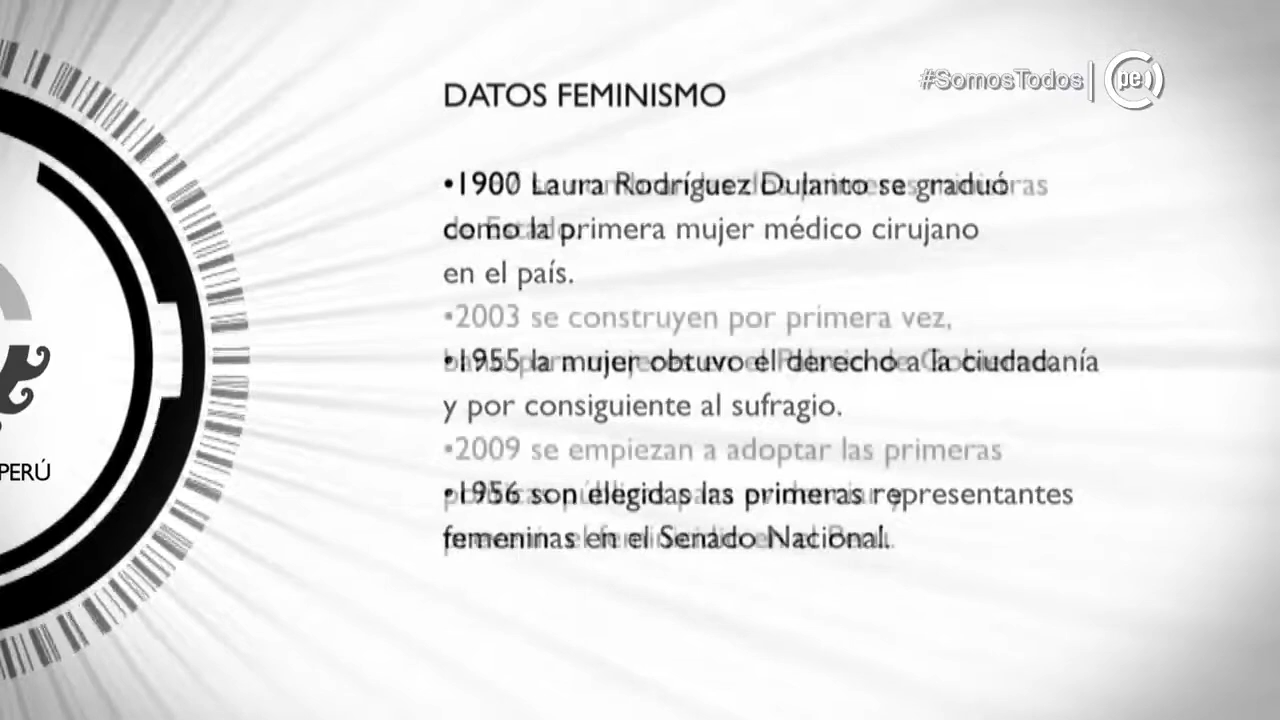 #SomosTodos
pe
DATOS FEMINISMO
•1900 Laura Rodríguez Dulanto se graduó
como la primera mujer médico cirujano
en el país.
•2003 se construyen por primera vez,
•1955 la mujer obtuvo el derecho a la ciudadanía
y por consiguiente al sufragio.
•2009 se empiezan a adoptar las primeras
•1956 son elegidas las primeras representantes
femeninas en el Senado Nacional.
PERÚ